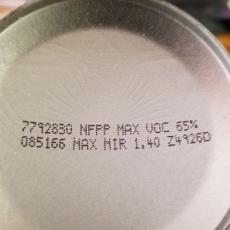 7792830 NFPP MAX VOC 65%
085166 MAX MIR 1.40 Z4926D